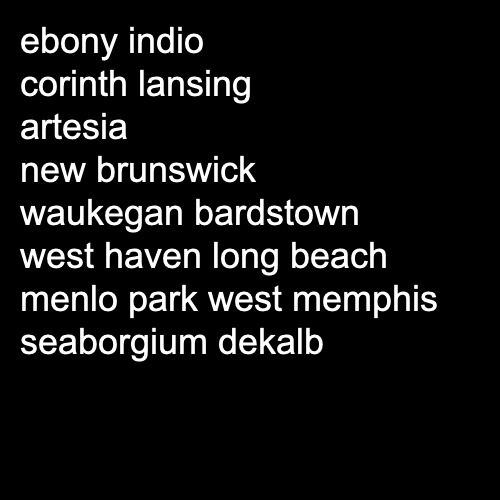 ebony indio
corinth lansing
artesia
new brunswick
waukegan bardstown
west haven long beach
menlo park west memphis
seaborgium dekalb